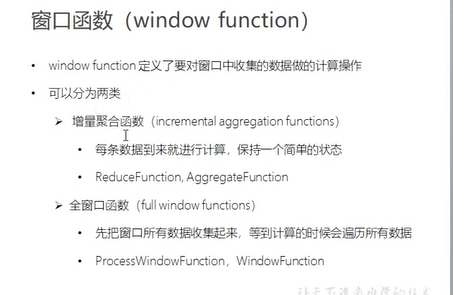 窗口函数（window function）
• window function 定义了要对窗口中收集的数据做的计算操作
• 可以分为两类
➢ 增量聚合函数（incremental aggregation functions）
• 每条数据到来就进行计算，保持一个简单的状态
• ReduceFunction, AggregateFunction
➢ 全窗口函数（full window functions）
• 先把窗口所有数据收集起来，等到计算的时候会遍历所有数据
• ProcessWindowFunction，WindowFunction